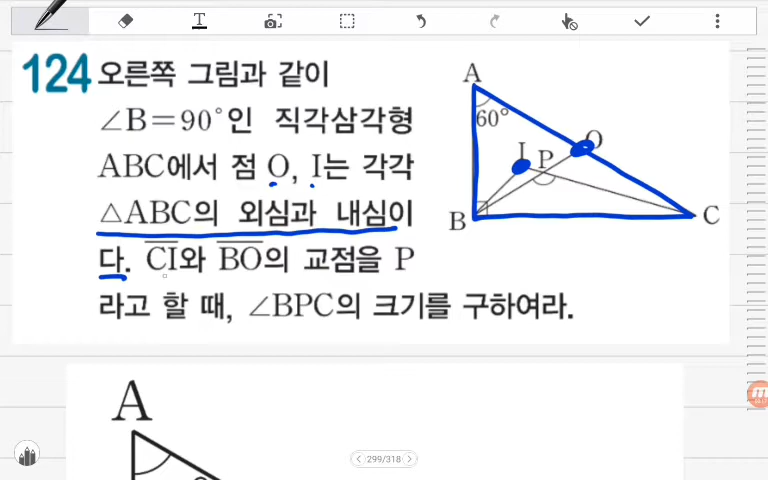 124 오른쪽 그림과 같이
∠B=90°인 직각삼각형
ABC에서 점 O, I는 각각
△ABC의 외심과 내심이
다. CI와 BO의 교점을 P
라고 할 때, ∠BPC의 크기를 구하여라.
A
60°
I
P
O
B
C
A
299/318